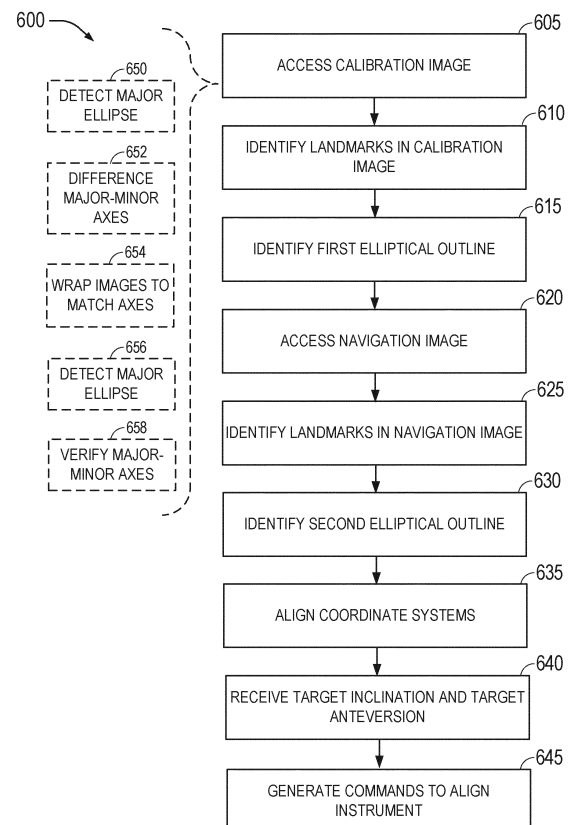 600
605
ACCESS CALIBRATION IMAGE
610
IDENTIFY LANDMARKS IN CALIBRATION
IMAGE
615
IDENTIFY FIRST ELLIPTICAL OUTLINE
620
ACCESS NAVIGATION IMAGE
625
IDENTIFY LANDMARKS IN NAVIGATION IMAGE
630
IDENTIFY SECOND ELLIPTICAL OUTLINE
635
ALIGN COORDINATE SYSTEMS
640
RECEIVE TARGET INCLINATION AND TARGET
ANTEVERSION
645
GENERATE COMMANDS TO ALIGN
INSTRUMENT
650
DETECT MAJOR
ELLIPSE
652
DIFFERENCE
MAJOR-MINOR
AXES
654
WRAP IMAGES TO
MATCH AXES
656
DETECT MAJOR
ELLIPSE
658
VERIFY MAJOR-
MINOR AXES